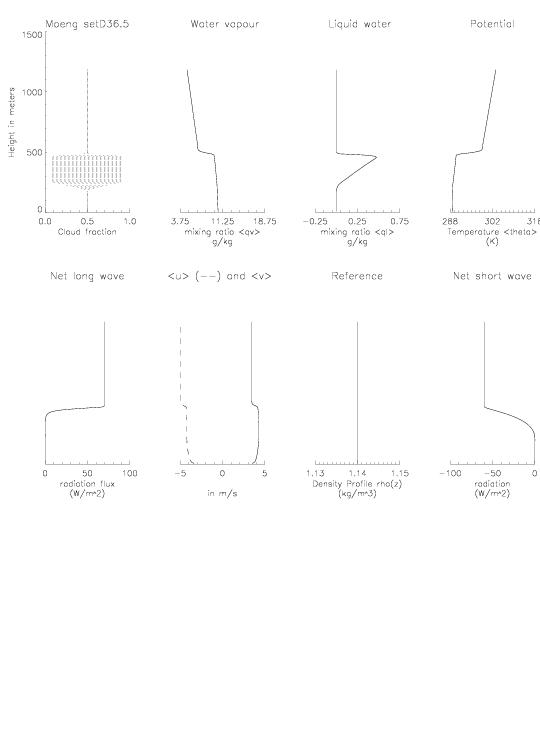 Moeng setD36.5
Water vapour
Liquid water
Potential
Height in meters
1500
1000
500
0
0.0 0.5 1.0
Cloud fraction
3.75 11.25 18.75
mixing ratio <qv>
g/kg
-0.25 0.25 0.75
mixing ratio <ql>
g/kg
288 302 316
Temperature <theta>
(K)
Net long wave
<u> (--) and <v>
Reference
Net short wave
0 50 100
radiation flux
(W/m^2)
-5 0 5
in m/s
1.13 1.14 1.15
Density Profile rho(z)
(kg/m^3)
-100 -50 0
radiation
(W/m^2)